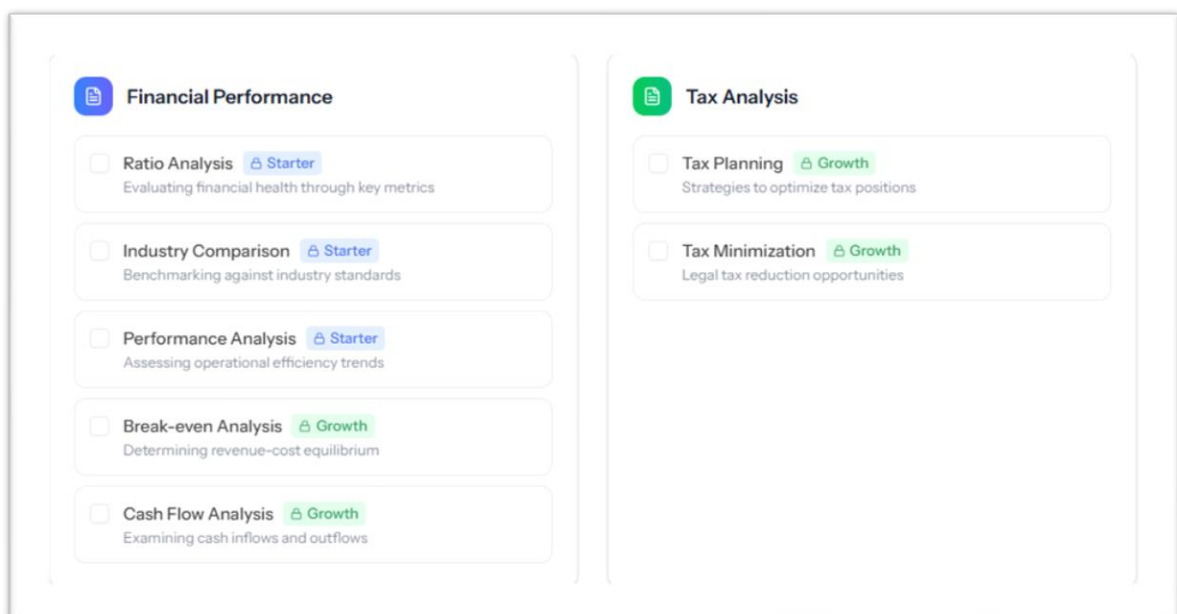 Financial Performance
Ratio Analysis Starter
Evaluating financial health through key metrics
Industry Comparison Starter
Benchmarking against industry standards
Performance Analysis Starter
Assessing operational efficiency trends
Break-even Analysis Growth
Determining revenue-cost equilibrium
Cash Flow Analysis Growth
Examining cash inflows and outflows
Tax Analysis
Tax Planning Growth
Strategies to optimize tax positions
Tax Minimization Growth
Legal tax reduction opportunities